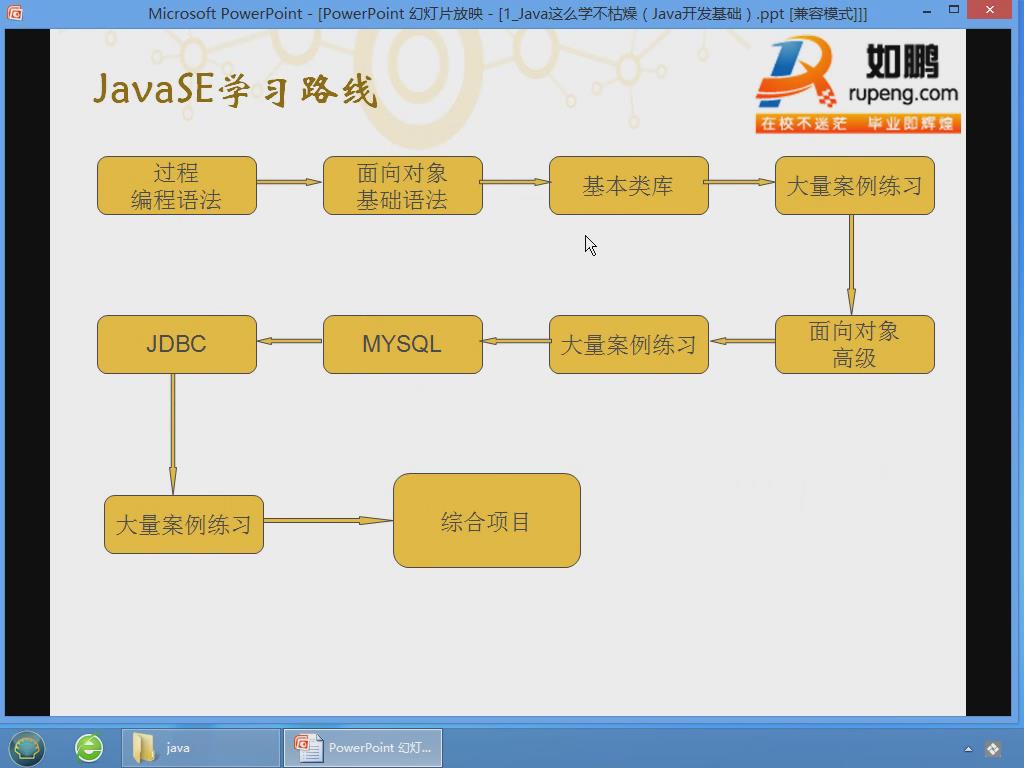 Microsoft PowerPoint - [PowerPoint 幻灯片放映 - [1_Java这么学不枯燥（Java开发基础）.ppt [兼容模式]]]
JavaSE学习路线
如鹏
rupeng.com
在校不迷茫 毕业即辉煌
过程
编程语法
面向对象
基础语法
基本类库
大量案例练习
JDBC
MYSQL
大量案例练习
面向对象
高级
大量案例练习
综合项目
java
PowerPoint 幻灯...